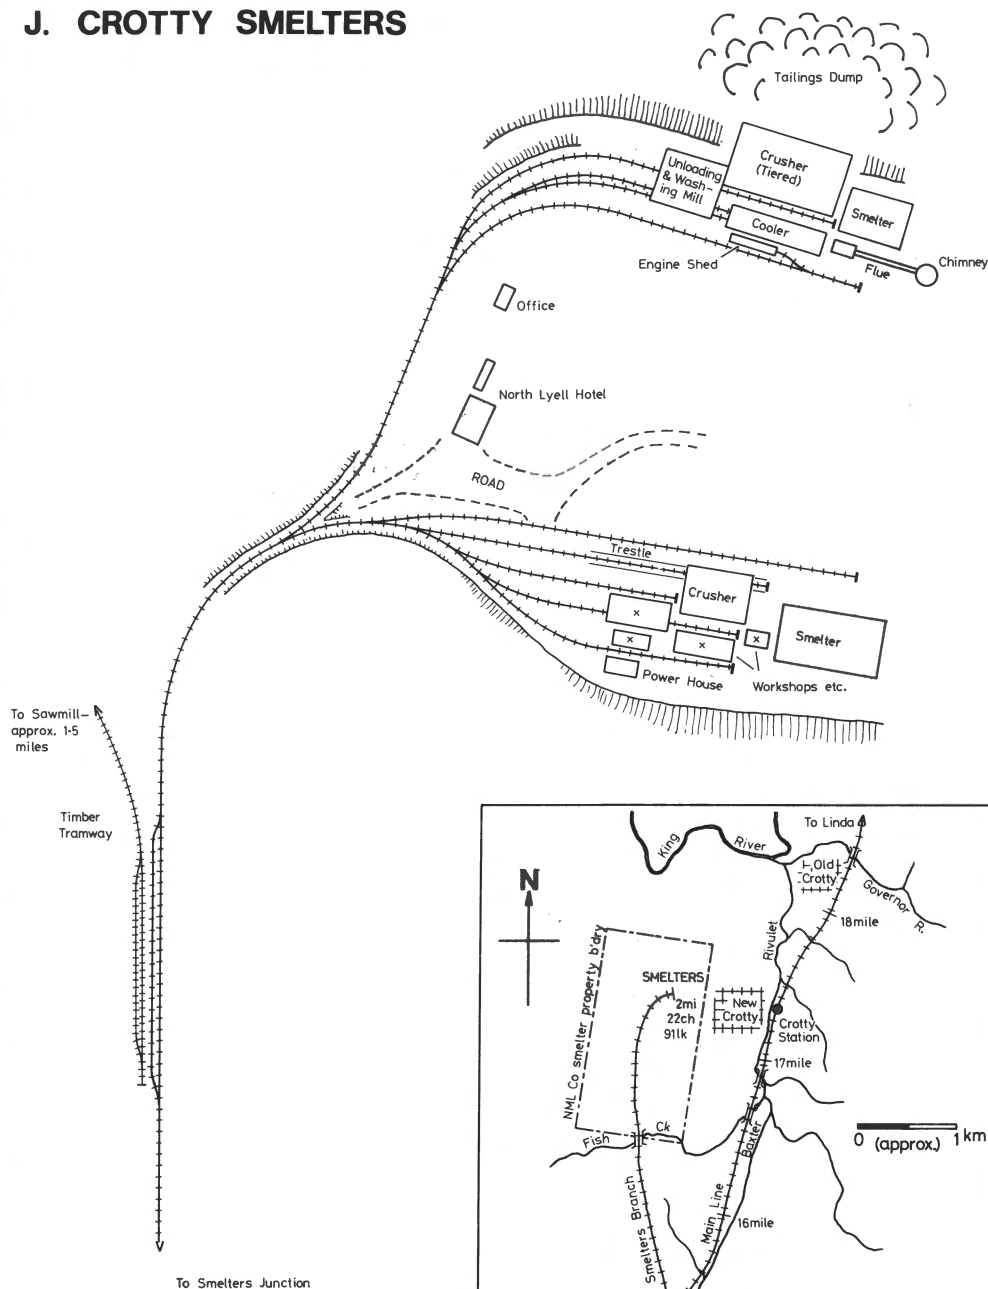 J. CROTTY SMELTERS
Tailings Dump
Unloading
& Wash-
ing Mill
Crusher
(Tiered)
Smelter
Cooler
Engine Shed
Flue
Chimney
Office
North Lyell Hotel
ROAD
Trestle
Crusher
Smelter
Power House
Workshops etc.
To Sawmill-
approx. 1·5
miles
Timber
Tramway
To Smelters Junction
N
King
River
To Linda
Old
Crotty
Governor
R.
18mile
Rivulet
NML Co smelter property b'dry
SMELTERS
2mi
22ch
91lk
New
Crotty
Crotty
Station
17mile
Fish
Ck
Baxter
0 (approx.) 1 km
Smelters Branch
Main Line
16mile